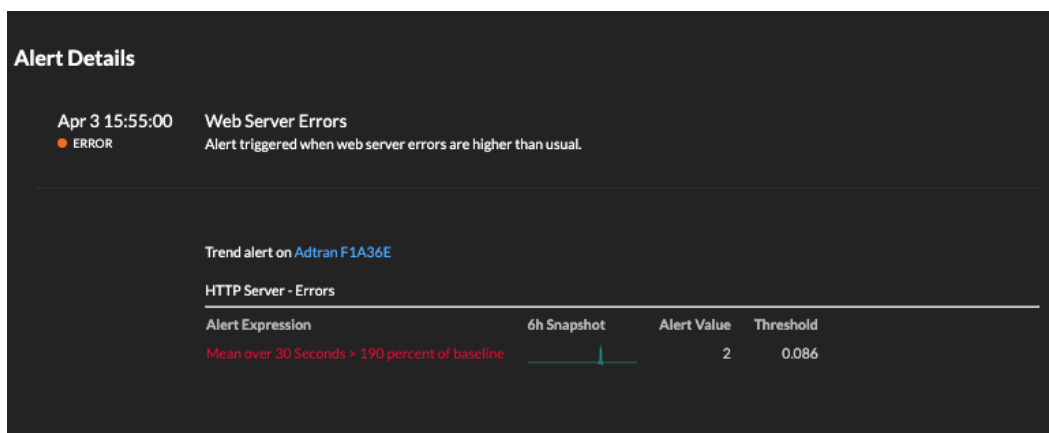 Alert Details
Apr 3 15:55:00 Web Server Errors
ERROR Alert triggered when web server errors are higher than usual.
Trend alert on Adtran F1A36E
HTTP Server - Errors
Alert Expression 6h Snapshot Alert Value Threshold
Mean over 30 Seconds > 190 percent of baseline 2 0.086